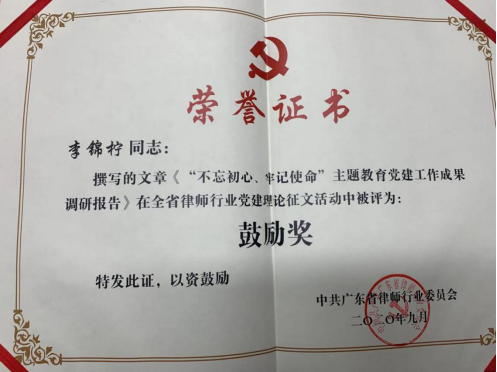 荣誉证书
李锦柠 同志：
撰写的文章《“不忘初心、牢记使命”主题教育党建工作成果
调研报告》在全省律师行业党建理论征文活动中被评为：
鼓励奖
特发此证，以资鼓励
中共广东省律师行业委员会
二〇二〇年九月